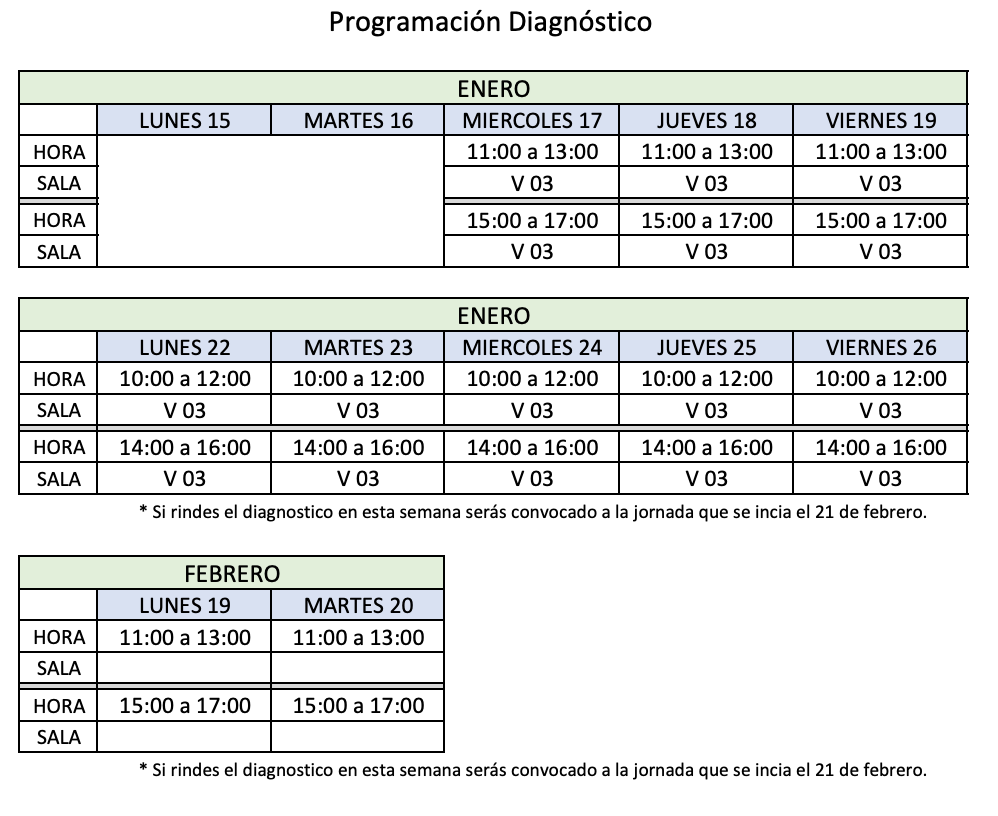 Programación Diagnóstico
ENERO
LUNES 15 MARTES 16 MIERCOLES 17 JUEVES 18 VIERNES 19
HORA 11:00 a 13:00 11:00 a 13:00 11:00 a 13:00
SALA V 03 V 03 V 03
HORA 15:00 a 17:00 15:00 a 17:00 15:00 a 17:00
SALA V 03 V 03 V 03
ENERO
LUNES 22 MARTES 23 MIERCOLES 24 JUEVES 25 VIERNES 26
HORA 10:00 a 12:00 10:00 a 12:00 10:00 a 12:00 10:00 a 12:00 10:00 a 12:00
SALA V 03 V 03 V 03 V 03 V 03
HORA 14:00 a 16:00 14:00 a 16:00 14:00 a 16:00 14:00 a 16:00 14:00 a 16:00
SALA V 03 V 03 V 03 V 03 V 03
* Si rindes el diagnostico en esta semana serás convocado a la jornada que se incia el 21 de febrero.
FEBRERO
LUNES 19 MARTES 20
HORA 11:00 a 13:00 11:00 a 13:00
SALA
HORA 15:00 a 17:00 15:00 a 17:00
SALA
* Si rindes el diagnostico en esta semana serás convocado a la jornada que se incia el 21 de febrero.